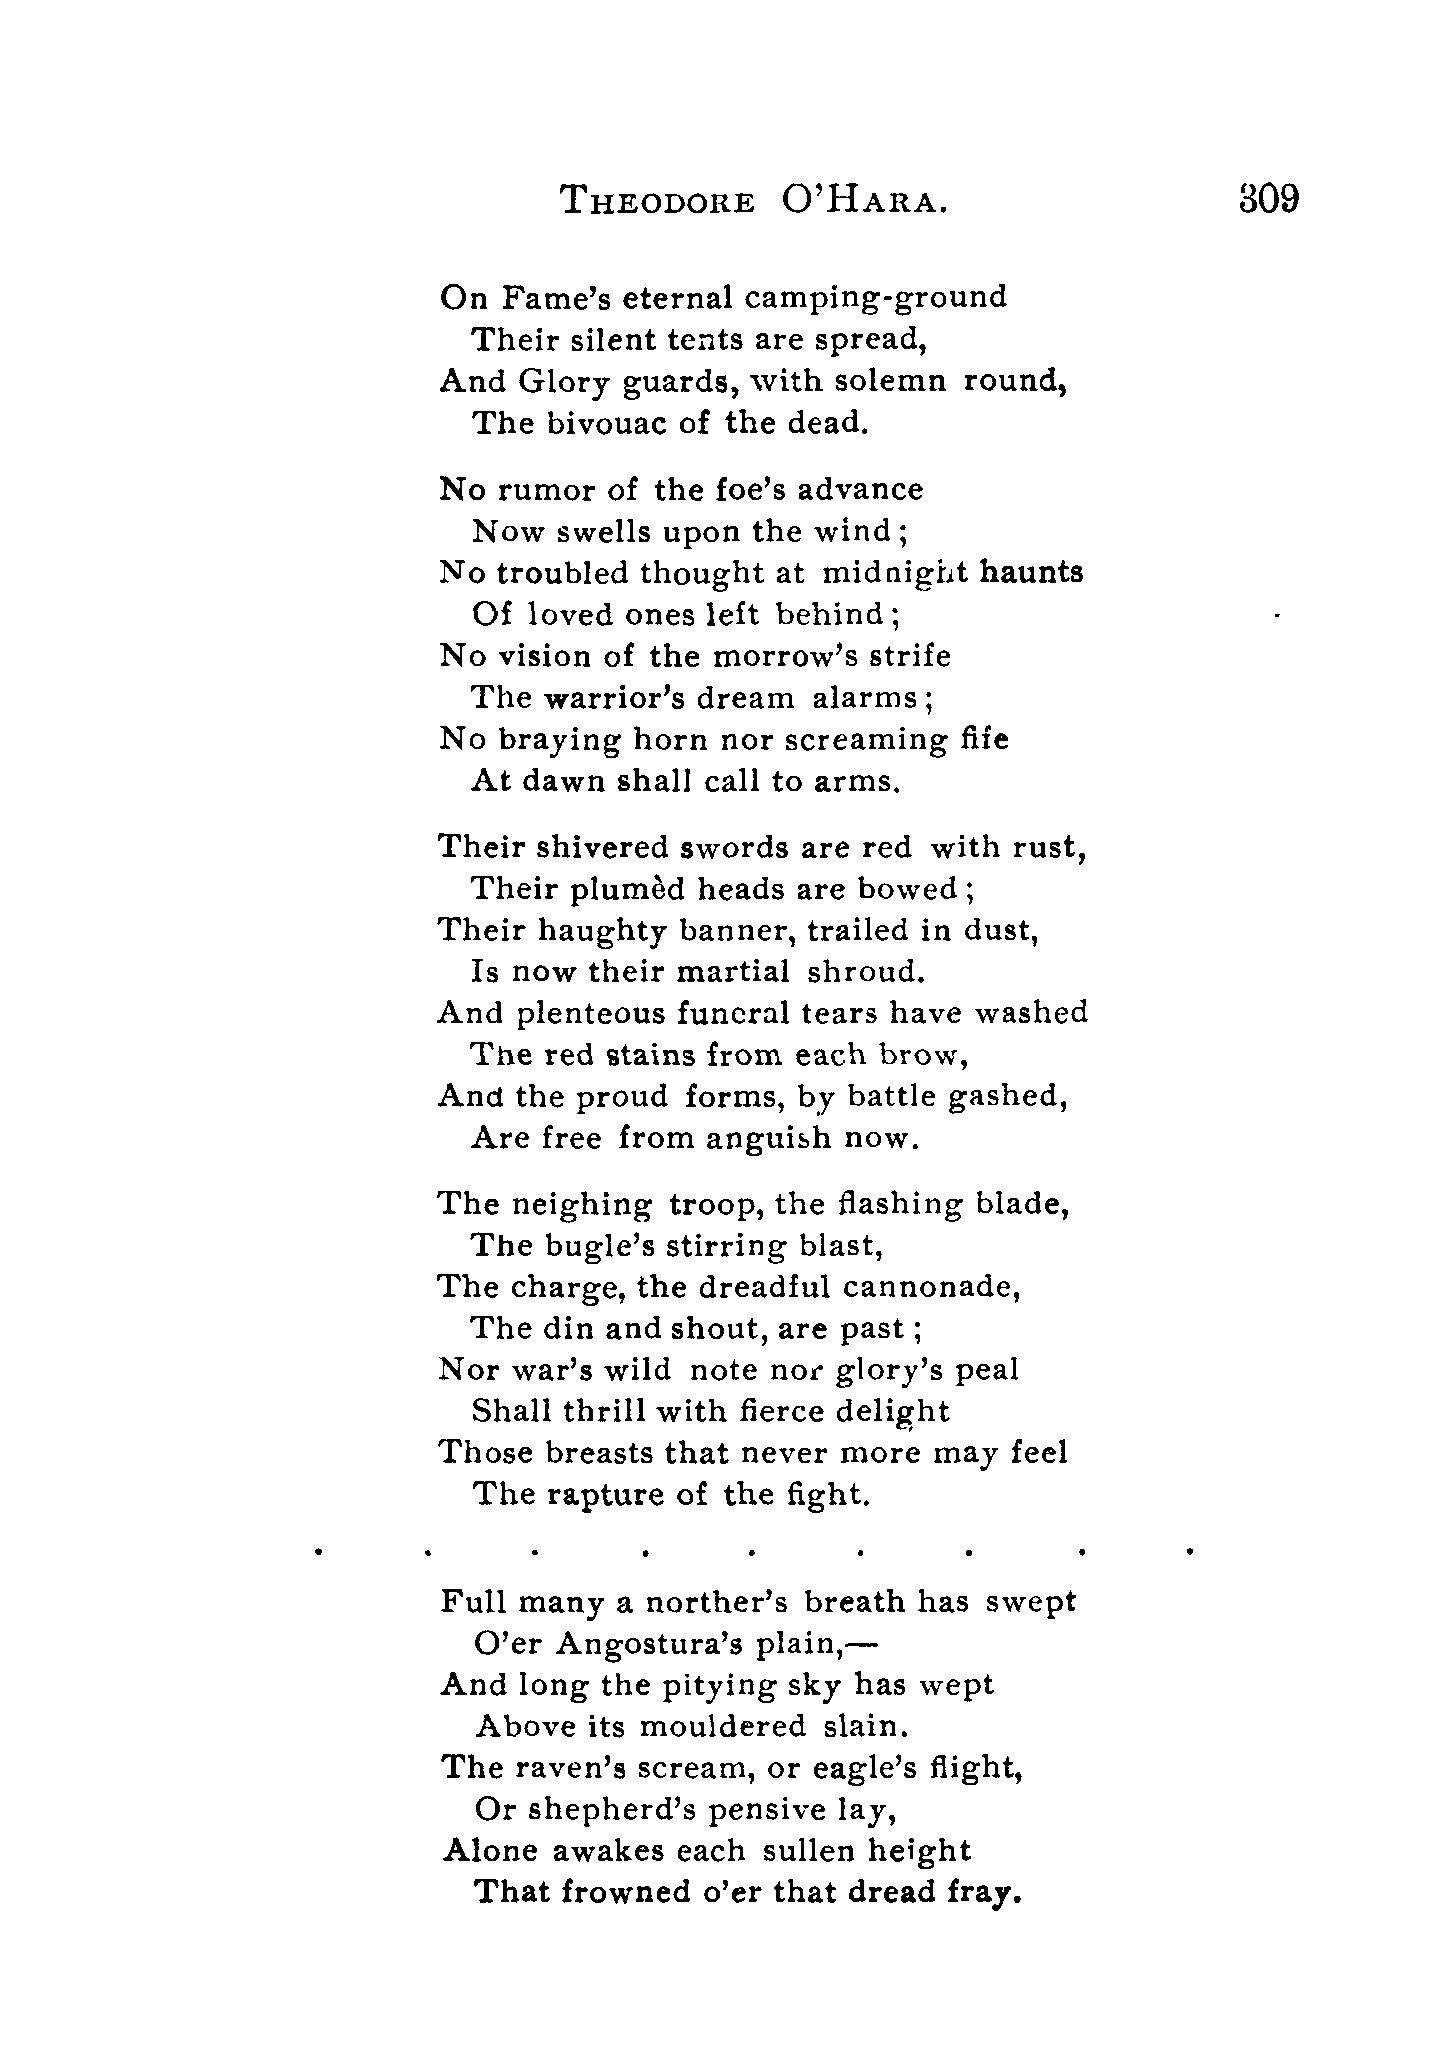 THEODORE O'HARA. 309
On Fame's eternal camping-ground
Their silent tents are spread,
And Glory guards, with solemn round,
The bivouac of the dead.
No rumor of the foe's advance
Now swells upon the wind;
No troubled thought at midnight haunts
Of loved ones left behind;
No vision of the morrow's strife
The warrior's dream alarms;
No braying horn nor screaming fife
At dawn shall call to arms.
Their shivered swords are red with rust,
Their plumèd heads are bowed;
Their haughty banner, trailed in dust,
Is now their martial shroud.
And plenteous funeral tears have washed
The red stains from each brow,
And the proud forms, by battle gashed,
Are free from anguish now.
The neighing troop, the flashing blade,
The bugle's stirring blast,
The charge, the dreadful cannonade,
The din and shout, are past;
Nor war's wild note nor glory's peal
Shall thrill with fierce delight
Those breasts that never more may feel
The rapture of the fight.
. . . . . . . . .
Full many a norther's breath has swept
O'er Angostura's plain,—
And long the pitying sky has wept
Above its mouldered slain.
The raven's scream, or eagle's flight,
Or shepherd's pensive lay,
Alone awakes each sullen height
That frowned o'er that dread fray.